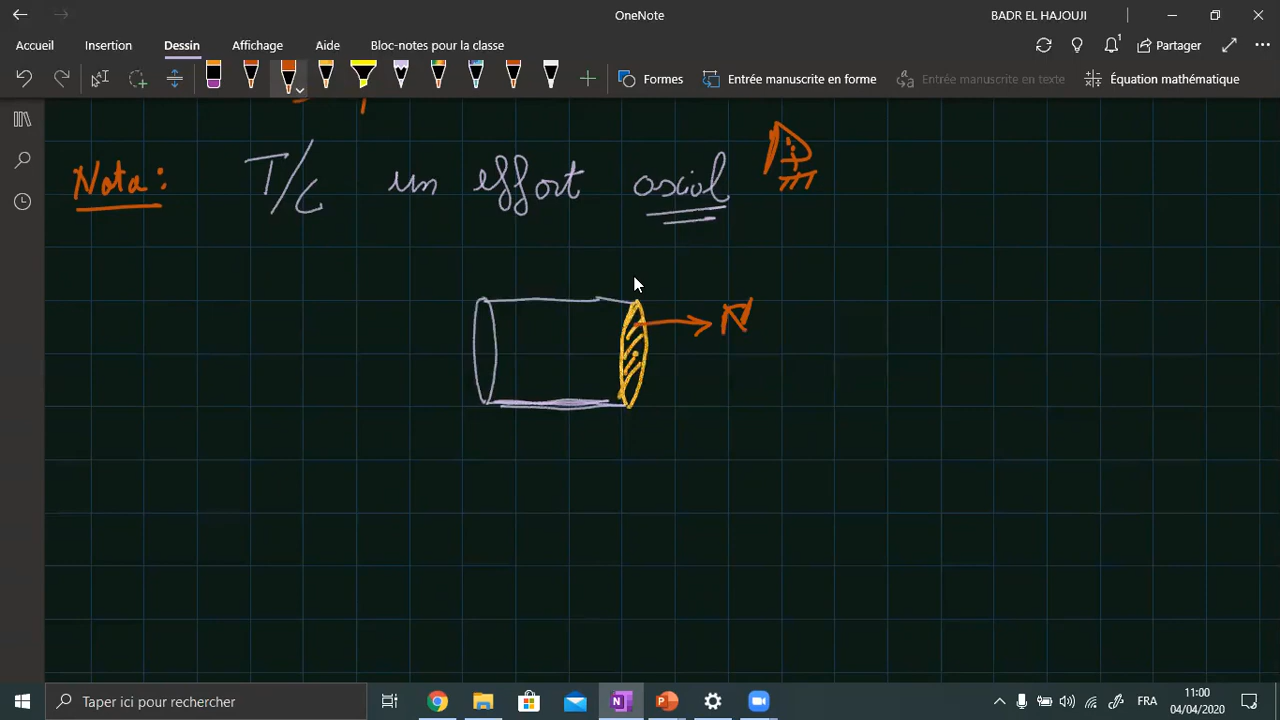 OneNote
BADR EL HAJOUJI
Accueil Insertion Dessin Affichage Aide Bloc-notes pour la classe Partager
Formes Entrée manuscrite en forme Entrée manuscrite en texte Équation mathématique
Nota: T/C un effort axial
N
Taper ici pour rechercher
FRA
11:00
04/04/2020